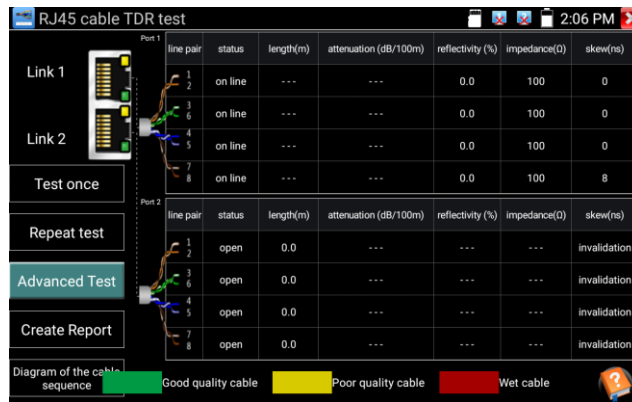 RJ45 cable TDR test
2:06 PM
Link 1
Link 2
Test once
Repeat test
Advanced Test
Create Report
Diagram of the cable
sequence
Port 1
line pair status length(m) attenuation (dB/100m) reflectivity (%) impedance(Ω) skew(ns)
1
2
on line --- --- 0.0 100 0
3
6
on line --- --- 0.0 100 0
4
5
on line --- --- 0.0 100 0
7
8
on line --- --- 0.0 100 8
Port 2
line pair status length(m) attenuation (dB/100m) reflectivity (%) impedance(Ω) skew(ns)
1
2
open 0.0 --- --- --- invalidation
3
6
open 0.0 --- --- --- invalidation
4
5
open 0.0 --- --- --- invalidation
7
8
open 0.0 --- --- --- invalidation
Good quality cable
Poor quality cable
Wet cable